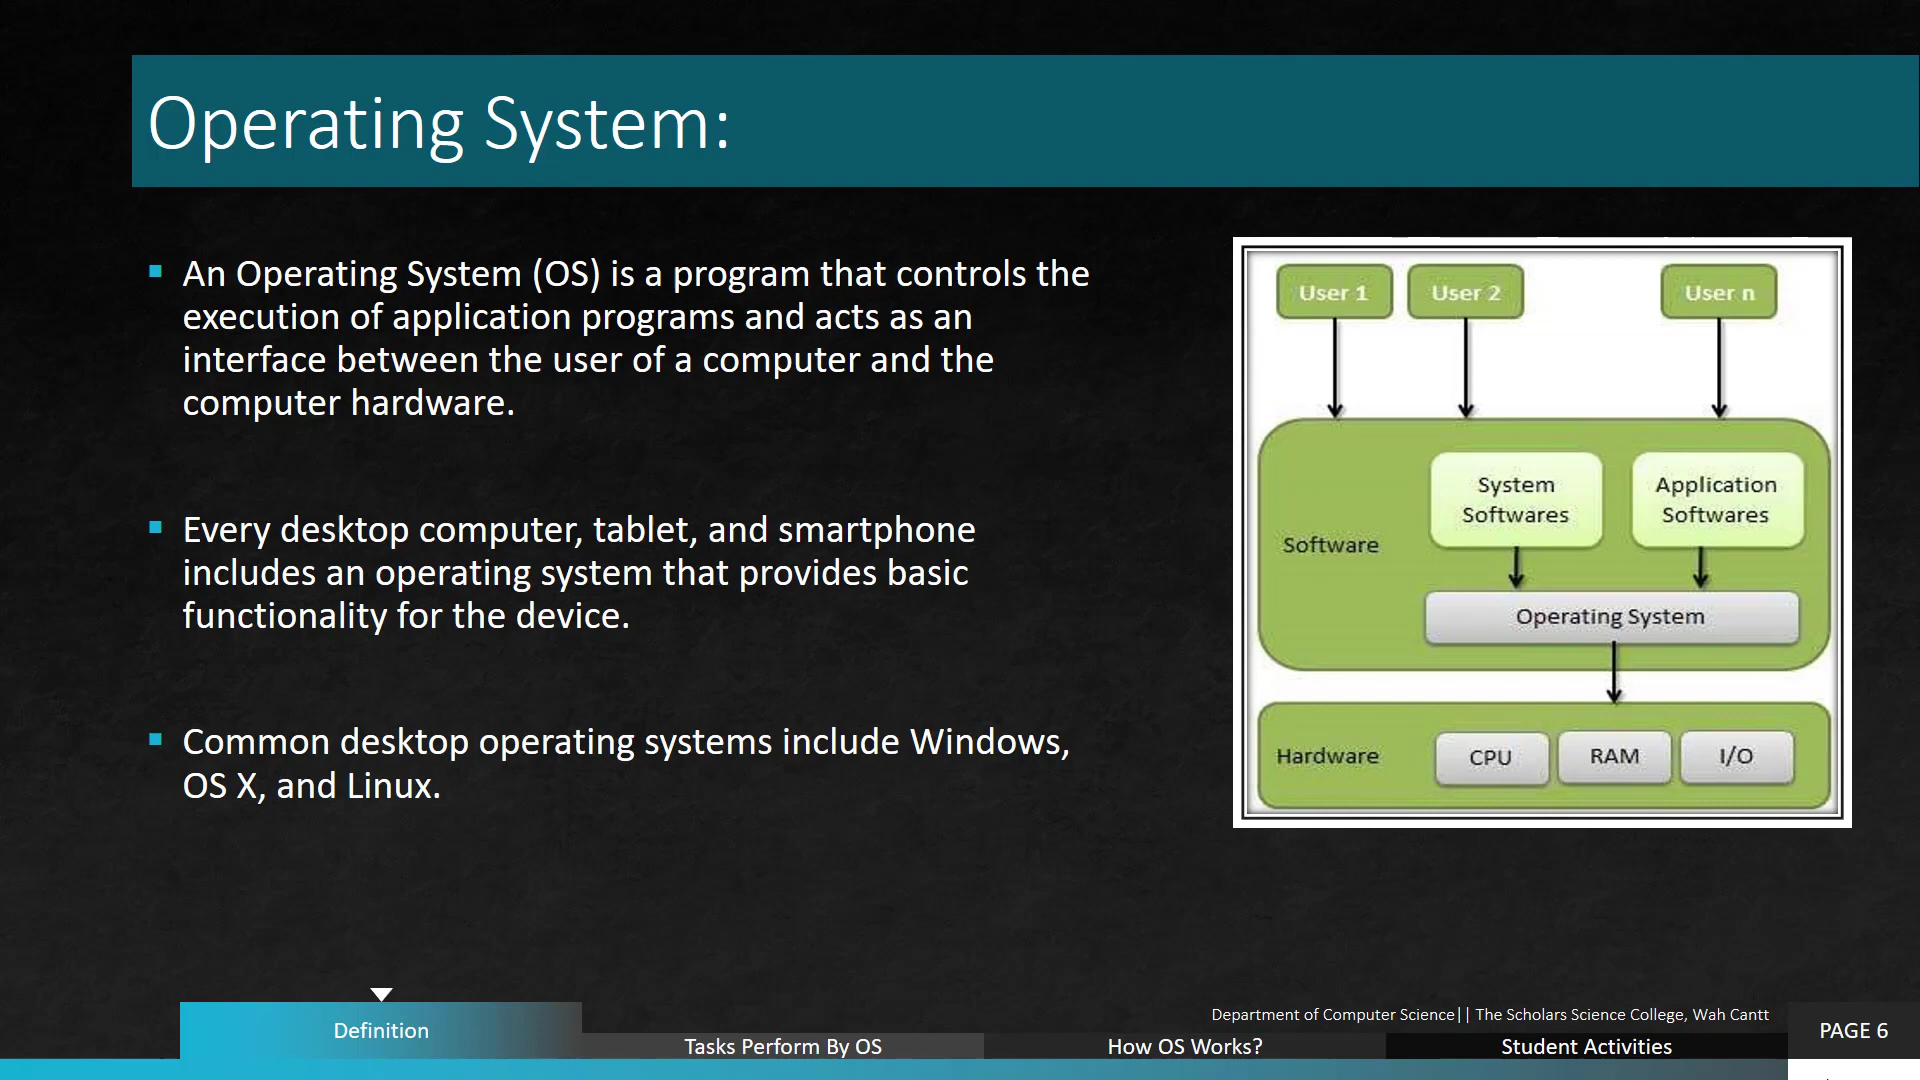 Operating System:
An Operating System (OS) is a program that controls the
execution of application programs and acts as an
interface between the user of a computer and the
computer hardware.
Every desktop computer, tablet, and smartphone
includes an operating system that provides basic
functionality for the device.
Common desktop operating systems include Windows,
OS X, and Linux.
User 1
User 2
User n
System
Softwares
Application
Softwares
Software
Operating System
Hardware
CPU
RAM
I/O
Department of Computer Science|| The Scholars Science College, Wah Cantt
Definition
Tasks Perform By OS
How OS Works?
Student Activities
PAGE 6